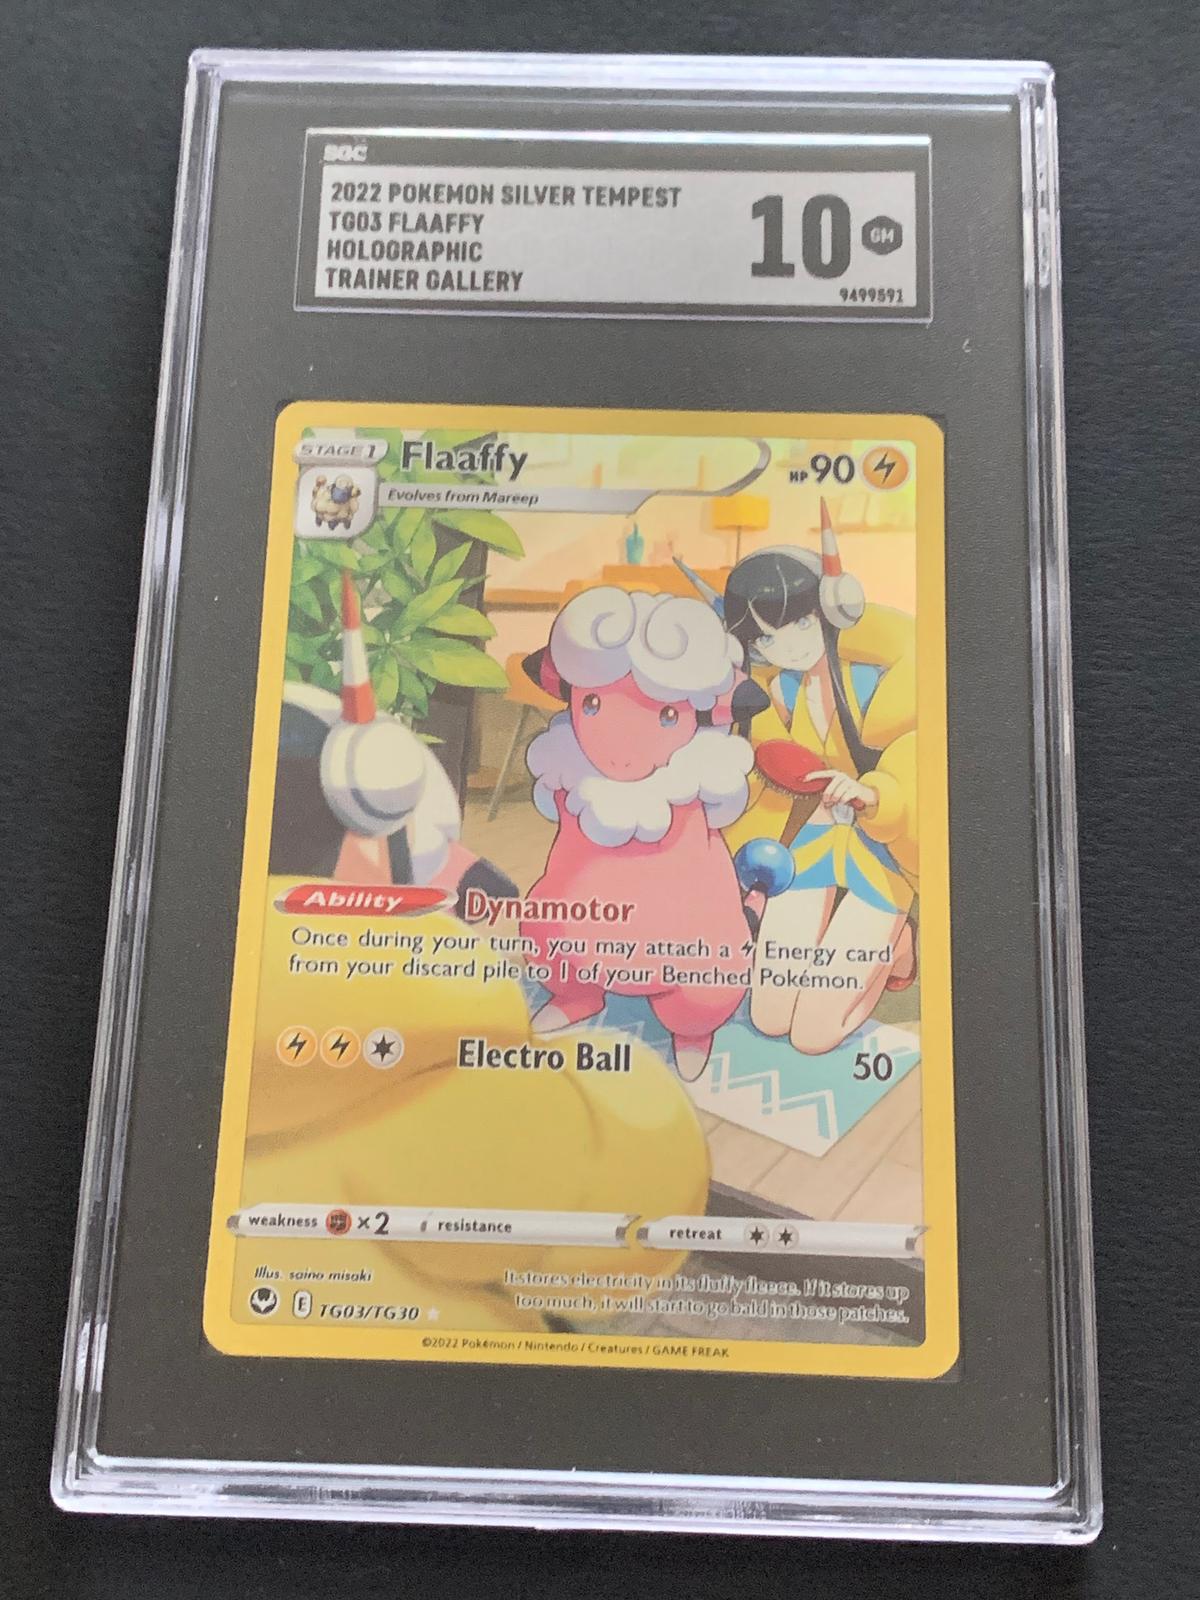 SGC
2022 POKEMON SILVER TEMPEST
TG03 FLAAFFY
HOLOGRAPHIC
TRAINER GALLERY
10 GM
9499591
STAGE 1
Flaaffy
HP 90
Evolves from Mareep
Ability Dynamotor
Once during your turn, you may attach a Energy card
from your discard pile to 1 of your Benched Pokémon.
Electro Ball 50
weakness ×2 resistance retreat
Illus. saino misaki
It stores electricity in its fluffy fleece. If it stores up
too much, it will start to go bald in those patches.
E TG03/TG30
©2022 Pokémon / Nintendo / Creatures / GAME FREAK